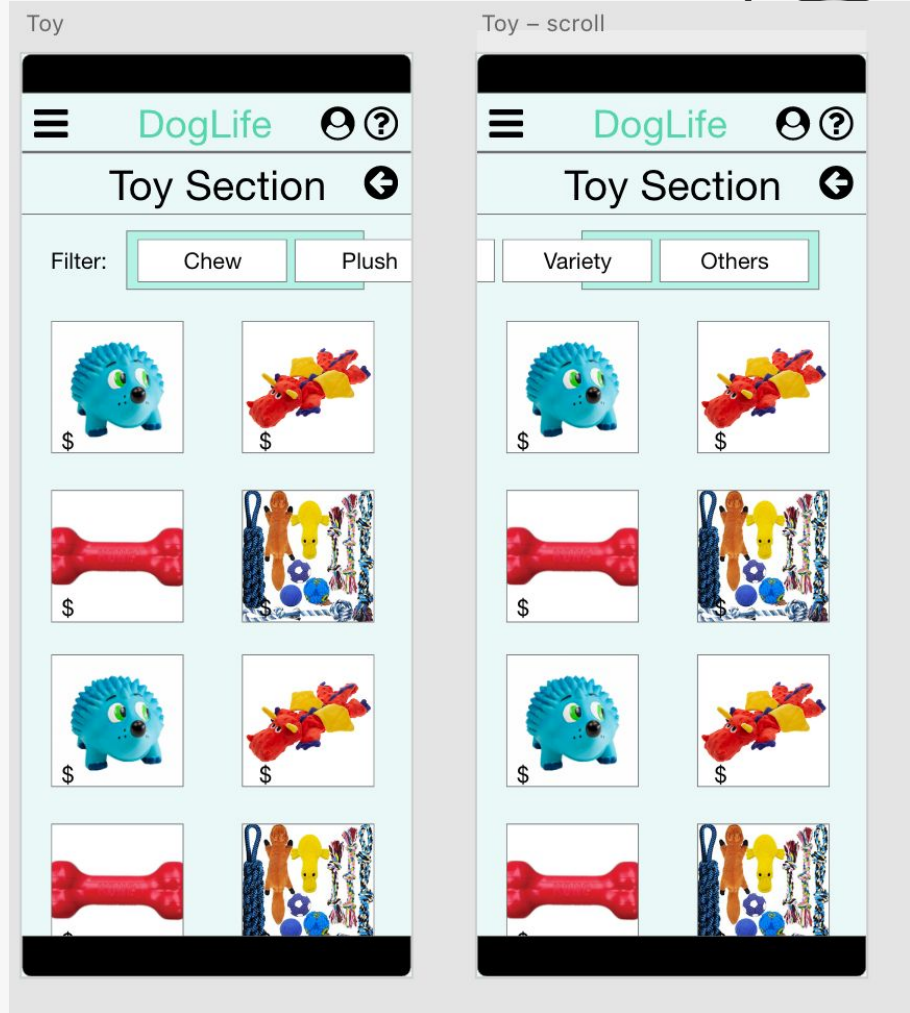 Toy
DogLife ?
Toy Section
Filter: Chew Plush
$ $
$ $
$ $
Toy – scroll
DogLife ?
Toy Section
Variety Others
$ $
$ $
$ $